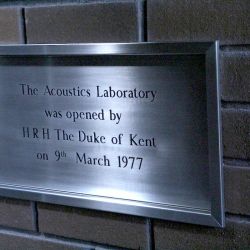 The Acoustics Laboratory
was opened by
H R H The Duke of Kent
on 9th March 1977